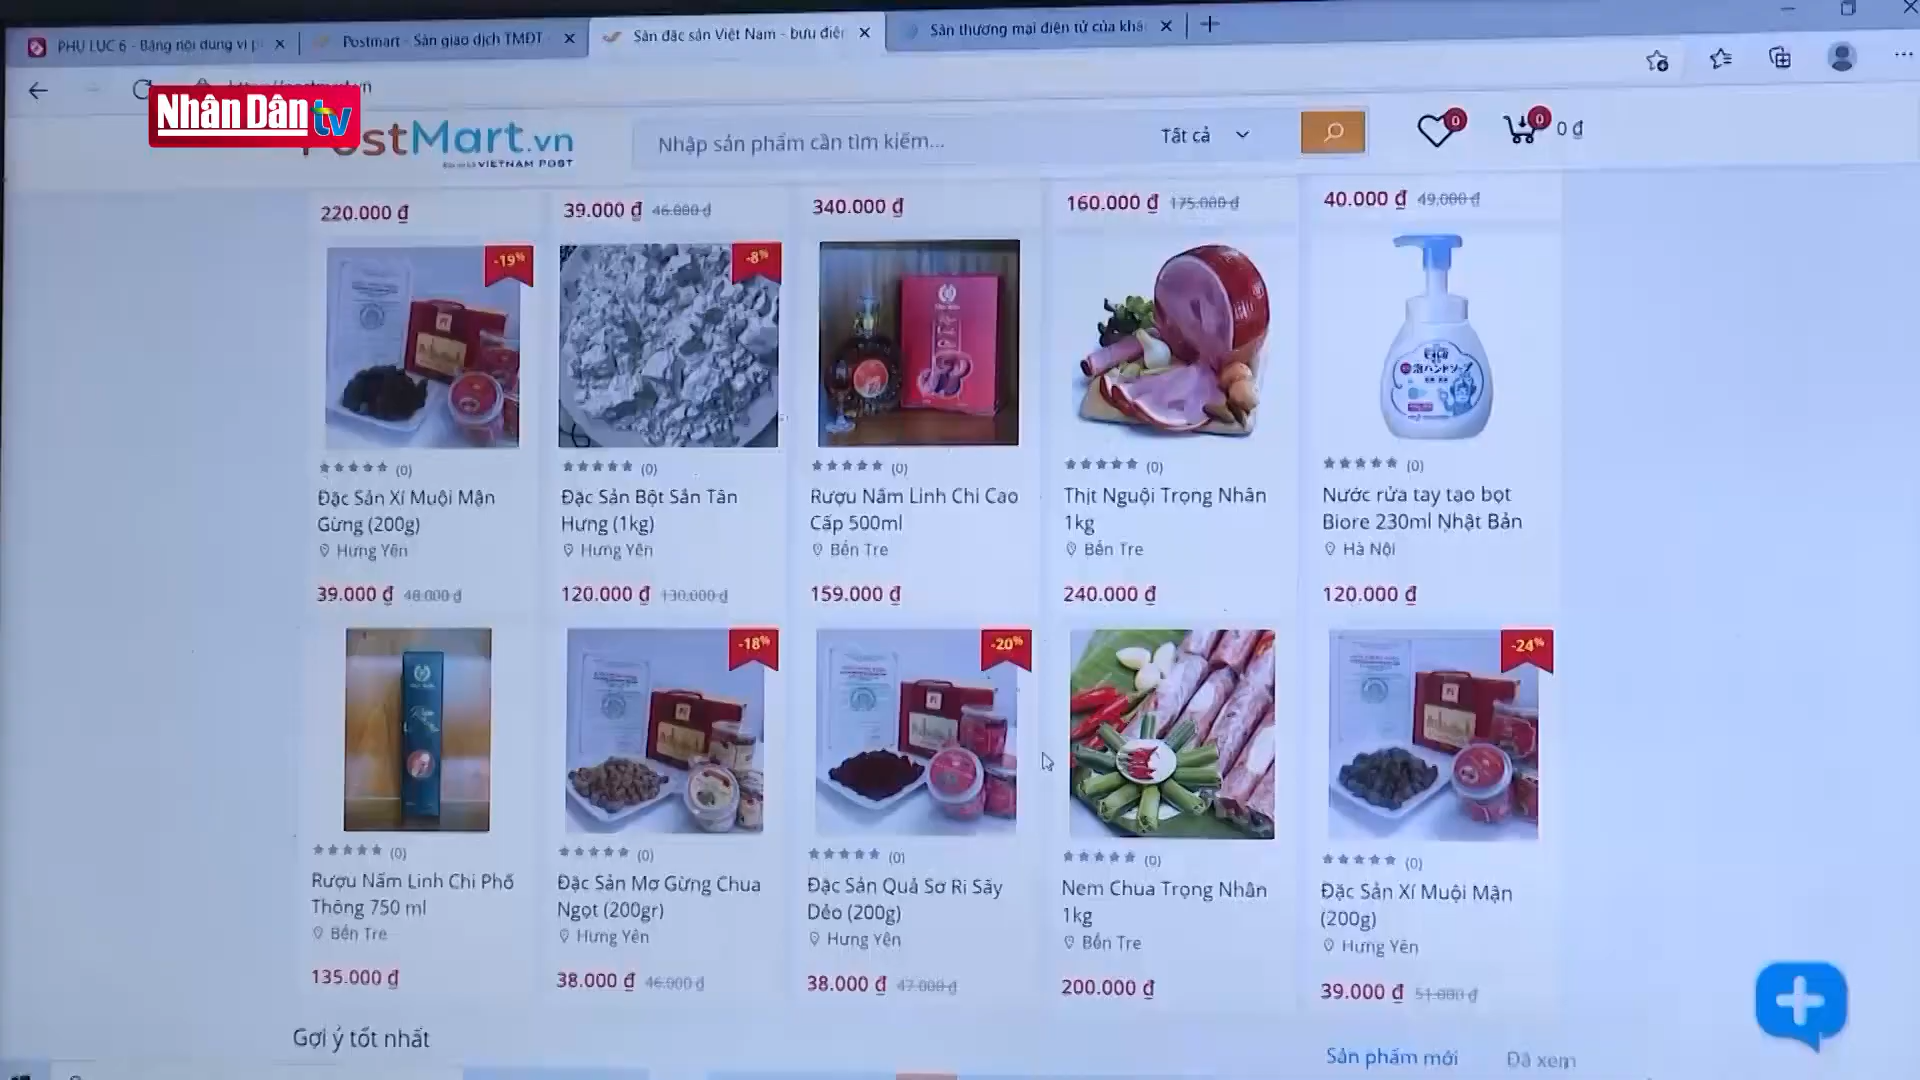 PHỤ LỤC 6 - Bảng nội dung vi p
Postmart - Sàn giao dịch TMĐT
Sàn đặc sản Việt Nam - bưu điện
Sàn thương mại điện tử của khá
Nhân Dân tv
PostMart.vn
VIETNAM POST
Nhập sản phẩm cần tìm kiếm...
Tất cả
0
0
0 đ
220.000 đ
39.000 đ 46.000 đ
340.000 đ
160.000 đ 175.000 đ
40.000 đ 49.000 đ
-19%
-8%
(0)
(0)
(0)
(0)
(0)
Đặc Sản Xí Muội Mận
Gừng (200g)
Hưng Yên
39.000 đ 48.000 đ
Đặc Sản Bột Sắn Tân
Hưng (1kg)
Hưng Yên
120.000 đ 130.000 đ
Rượu Nấm Linh Chi Cao
Cấp 500ml
Bến Tre
159.000 đ
Thịt Nguội Trọng Nhân
1kg
Bến Tre
240.000 đ
Nước rửa tay tạo bọt
Biore 230ml Nhật Bản
Hà Nội
120.000 đ
-18%
-20%
-24%
(0)
(0)
(0)
(0)
(0)
Rượu Nấm Linh Chi Phổ
Thông 750 ml
Bến Tre
135.000 đ
Đặc Sản Mơ Gừng Chua
Ngọt (200gr)
Hưng Yên
38.000 đ 46.000 đ
Đặc Sản Quả Sơ Ri Sấy
Dẻo (200g)
Hưng Yên
38.000 đ 47.000 đ
Nem Chua Trọng Nhân
1kg
Bến Tre
200.000 đ
Đặc Sản Xí Muội Mận
(200g)
Hưng Yên
39.000 đ 51.000 đ
Gợi ý tốt nhất
Sản phẩm mới
Đã xem